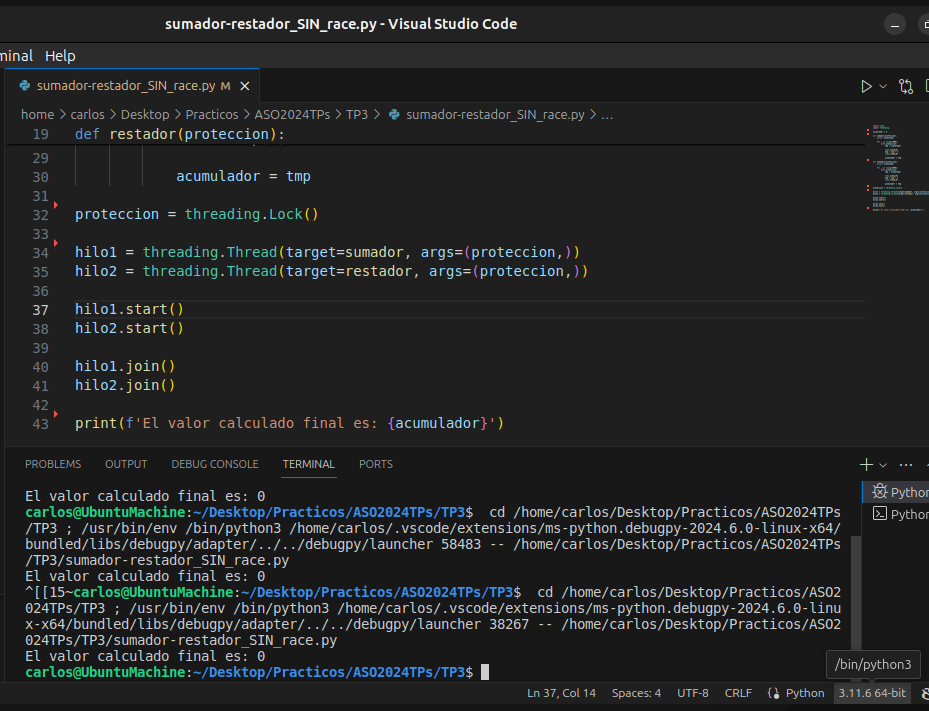 sumador-restador_SIN_race.py - Visual Studio Code
minal Help
sumador-restador_SIN_race.py M
home > carlos > Desktop > Practicos > ASO2024TPs > TP3 > sumador-restador_SIN_race.py > ...
19 def restador(proteccion):
29
30 acumulador = tmp
31
32 proteccion = threading.Lock()
33
34 hilo1 = threading.Thread(target=sumador, args=(proteccion,))
35 hilo2 = threading.Thread(target=restador, args=(proteccion,))
36
37 hilo1.start()
38 hilo2.start()
39
40 hilo1.join()
41 hilo2.join()
42
43 print(f'El valor calculado final es: {acumulador}')
PROBLEMS OUTPUT DEBUG CONSOLE TERMINAL PORTS
El valor calculado final es: 0
carlos@UbuntuMachine:~/Desktop/Practicos/ASO2024TPs/TP3$ cd /home/carlos/Desktop/Practicos/ASO2024TPs
/TP3 ; /usr/bin/env /bin/python3 /home/carlos/.vscode/extensions/ms-python.debugpy-2024.6.0-linux-x64/
bundled/libs/debugpy/adapter/../../debugpy/launcher 58483 -- /home/carlos/Desktop/Practicos/ASO2024TPs
/TP3/sumador-restador_SIN_race.py
El valor calculado final es: 0
^[[15~carlos@UbuntuMachine:~/Desktop/Practicos/ASO2024TPs/TP3$ cd /home/carlos/Desktop/Practicos/ASO2
024TPs/TP3 ; /usr/bin/env /bin/python3 /home/carlos/.vscode/extensions/ms-python.debugpy-2024.6.0-linu
x-x64/bundled/libs/debugpy/adapter/../../debugpy/launcher 38267 -- /home/carlos/Desktop/Practicos/ASO2
024TPs/TP3/sumador-restador_SIN_race.py
El valor calculado final es: 0
carlos@UbuntuMachine:~/Desktop/Practicos/ASO2024TPs/TP3$
Python
Python
/bin/python3
Ln 37, Col 14 Spaces: 4 UTF-8 CRLF Python 3.11.6 64-bit